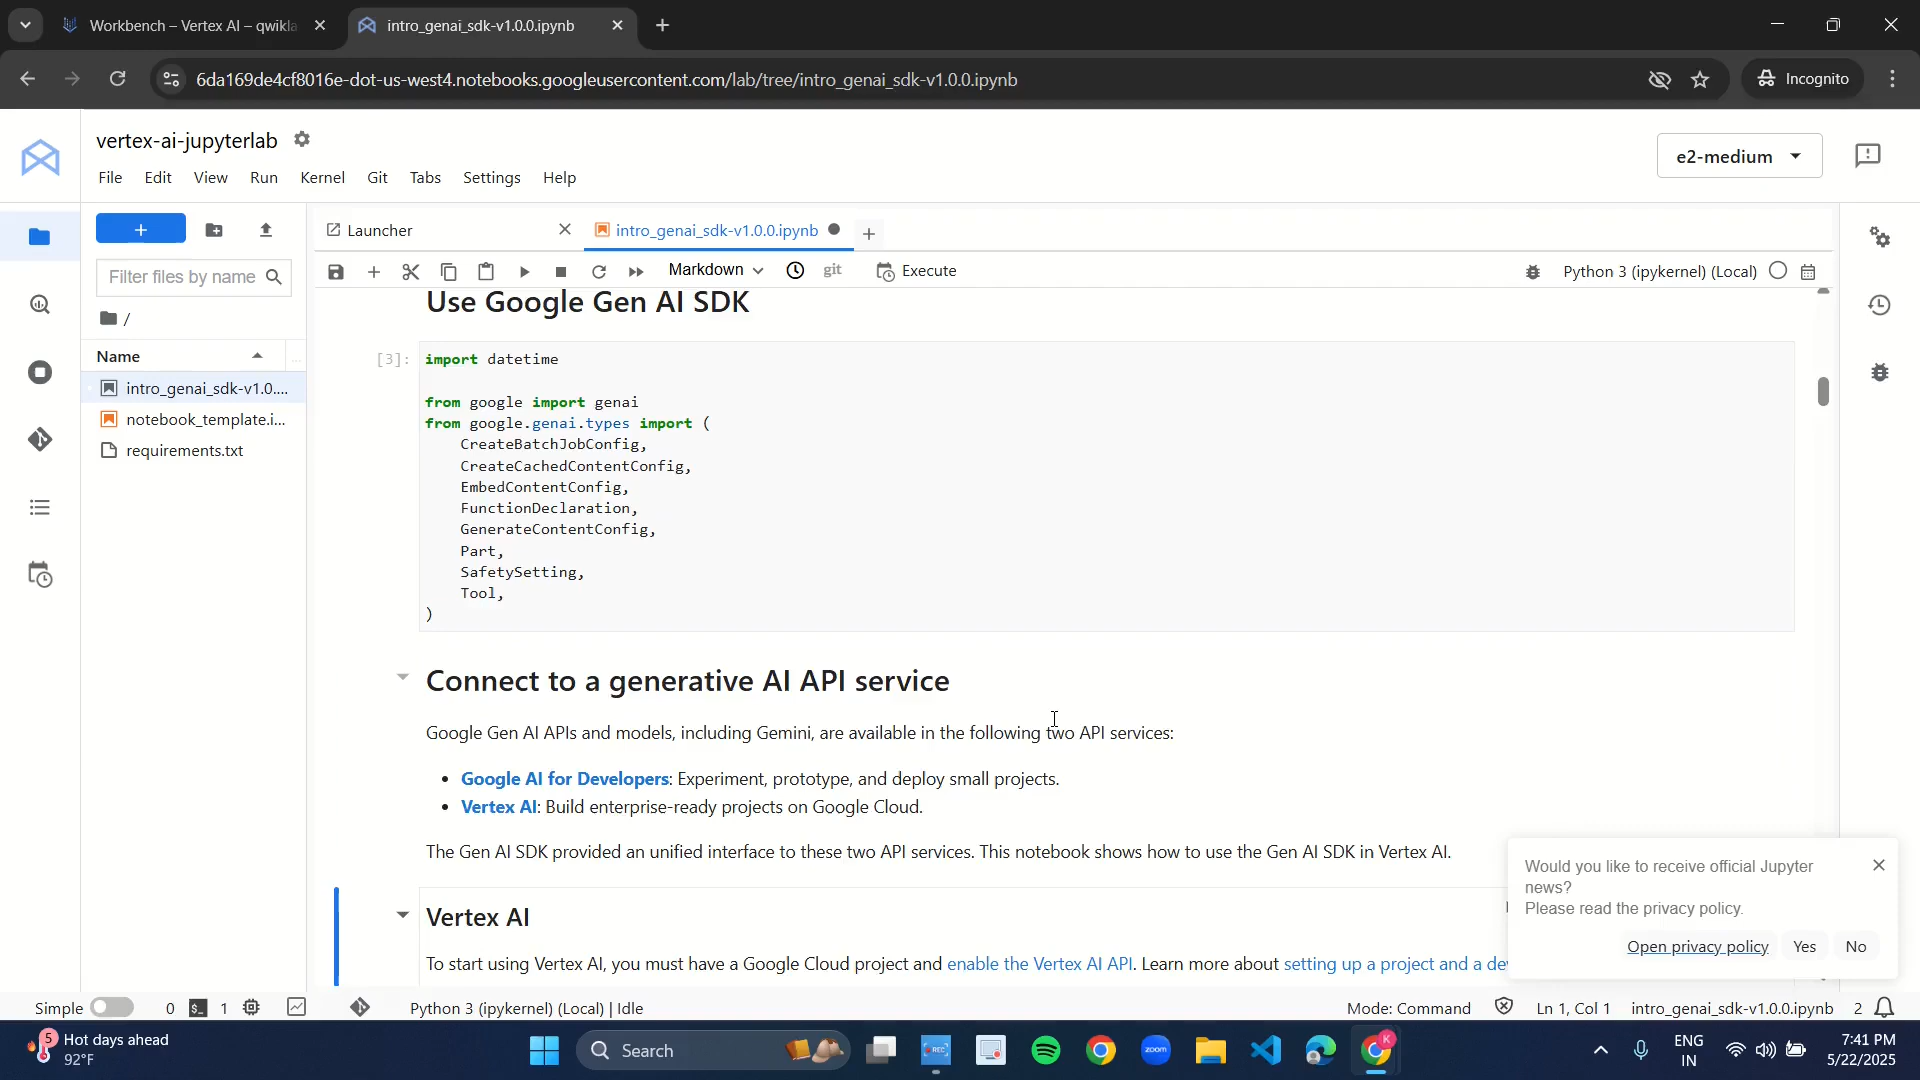 Workbench – Vertex AI – qwikla
intro_genai_sdk-v1.0.0.ipynb
6da169de4cf8016e-dot-us-west4.notebooks.googleusercontent.com/lab/tree/intro_genai_sdk-v1.0.0.ipynb
Incognito
vertex-ai-jupyterlab
e2-medium
File Edit View Run Kernel Git Tabs Settings Help
Launcher
intro_genai_sdk-v1.0.0.ipynb
Markdown
git
Execute
Python 3 (ipykernel) (Local)
Filter files by name
/
Name
intro_genai_sdk-v1.0....
notebook_template.i...
requirements.txt
Use Google Gen AI SDK
[3]: import datetime
from google import genai
from google.genai.types import (
CreateBatchJobConfig,
CreateCachedContentConfig,
EmbedContentConfig,
FunctionDeclaration,
GenerateContentConfig,
Part,
SafetySetting,
Tool,
)
Connect to a generative AI API service
Google Gen AI APIs and models, including Gemini, are available in the following two API services:
• Google AI for Developers: Experiment, prototype, and deploy small projects.
• Vertex AI: Build enterprise-ready projects on Google Cloud.
The Gen AI SDK provided an unified interface to these two API services. This notebook shows how to use the Gen AI SDK in Vertex AI.
Vertex AI
To start using Vertex AI, you must have a Google Cloud project and enable the Vertex AI API. Learn more about setting up a project and a de
Would you like to receive official Jupyter
news?
Please read the privacy policy.
Open privacy policy Yes No
Simple 0 1 Python 3 (ipykernel) (Local) | Idle
Mode: Command
Ln 1, Col 1
intro_genai_sdk-v1.0.0.ipynb
2
5
Hot days ahead
92°F
Search
REC
zoom
K
ENG
IN
7:41 PM
5/22/2025